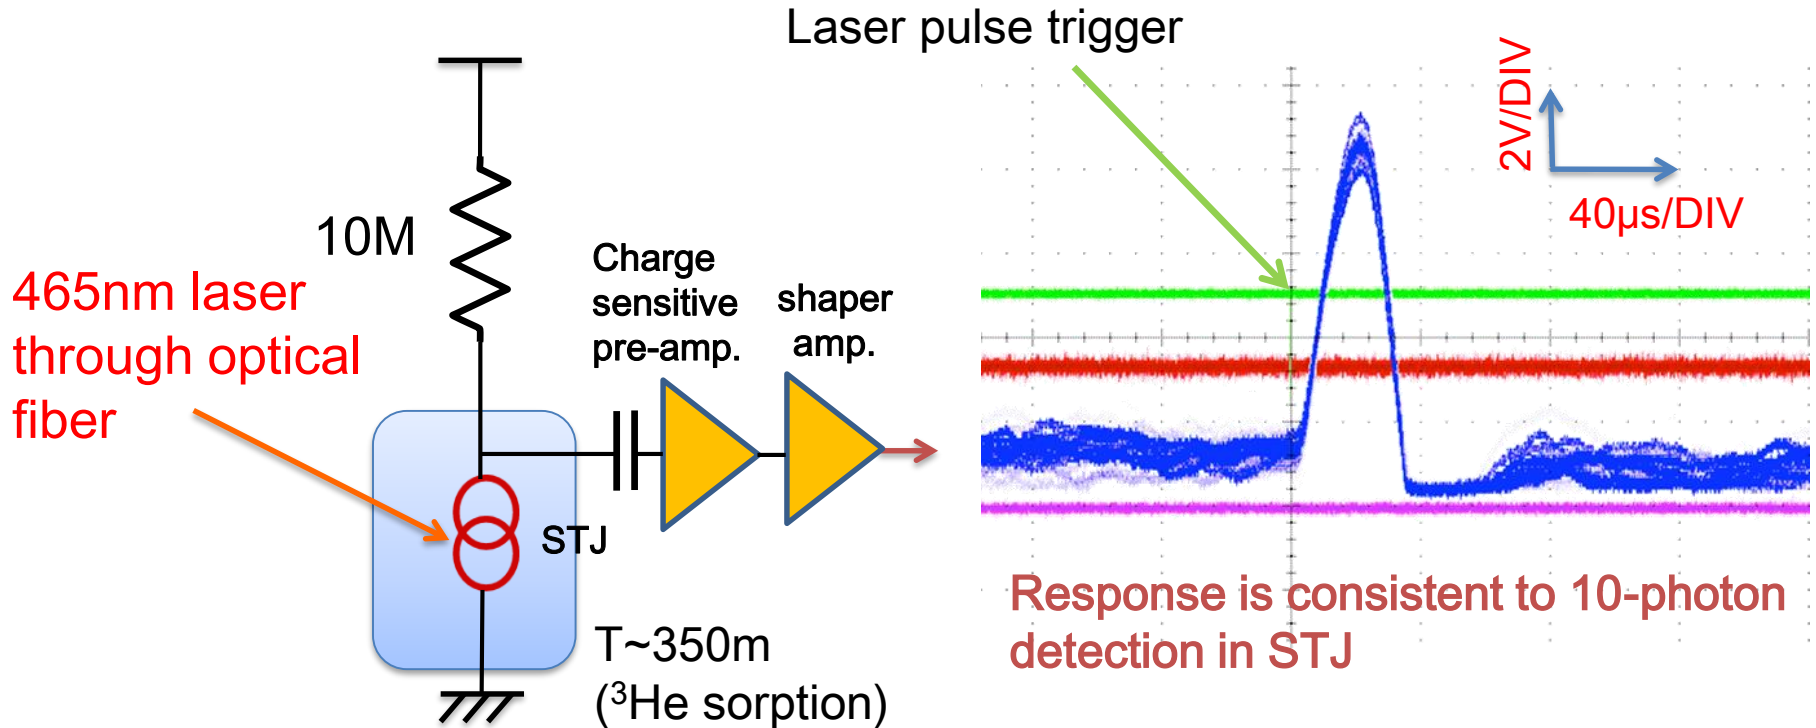 Laser pulse trigger
2V/DIV
40μs/DIV
10M
465nm laser
through optical
fiber
Charge
sensitive
pre-amp.
shaper
amp.
STJ
T~350m
(³He sorption)
Response is consistent to 10-photon
detection in STJ